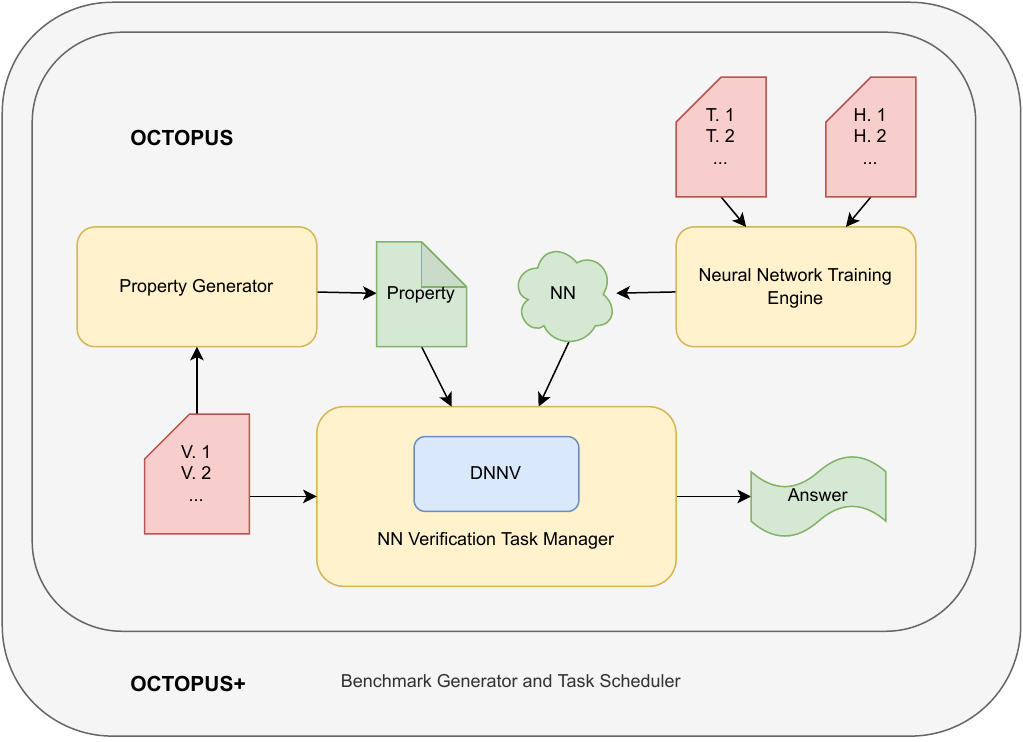 T. 1
T. 2
...
H. 1
H. 2
...
OCTOPUS
Property Generator
Property
NN
Neural Network Training
Engine
V. 1
V. 2
...
DNNV
NN Verification Task Manager
Answer
OCTOPUS+
Benchmark Generator and Task Scheduler